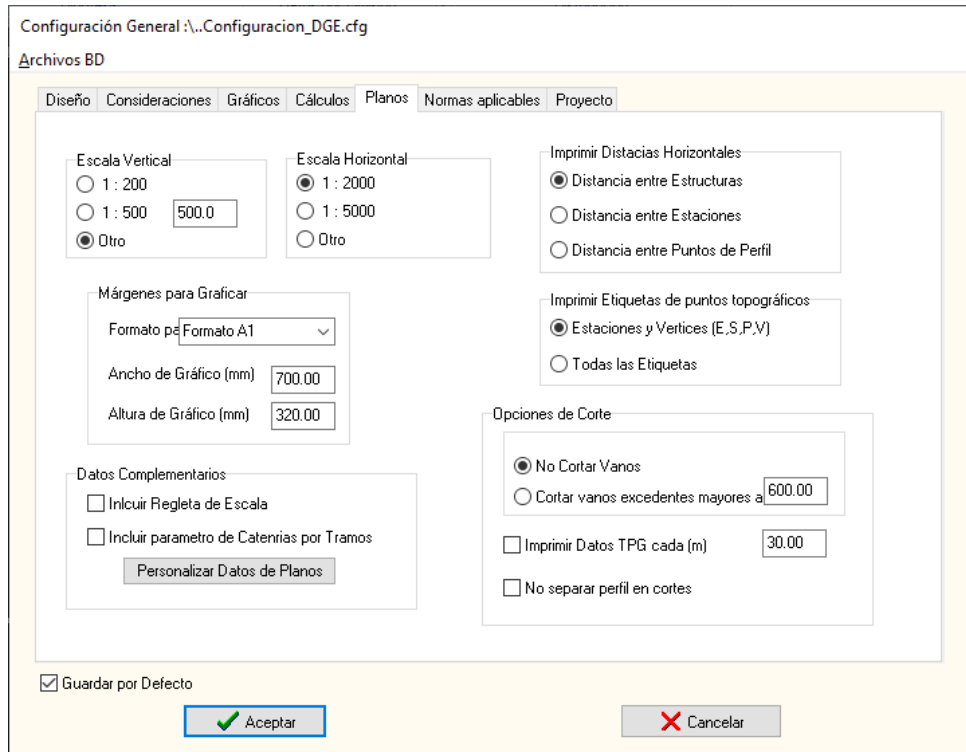 Configuración General :\..Configuracion_DGE.cfg
Archivos BD
Diseño Consideraciones Gráficos Cálculos Planos Normas aplicables Proyecto
Escala Vertical
1 : 200
1 : 500 500.0
Otro
Escala Horizontal
1 : 2000
1 : 5000
Otro
Imprimir Distacias Horizontales
Distancia entre Estructuras
Distancia entre Estaciones
Distancia entre Puntos de Perfil
Márgenes para Graficar
Formato pa Formato A1
Ancho de Gráfico (mm) 700.00
Altura de Gráfico (mm) 320.00
Imprimir Etiquetas de puntos topográficos
Estaciones y Vertices (E,S,P,V)
Todas las Etiquetas
Datos Complementarios
Inlcuir Regleta de Escala
Incluir parametro de Catenrias por Tramos
Personalizar Datos de Planos
Opciones de Corte
No Cortar Vanos
Cortar vanos excedentes mayores a 600.00
Imprimir Datos TPG cada (m) 30.00
No separar perfil en cortes
Guardar por Defecto
Aceptar Cancelar